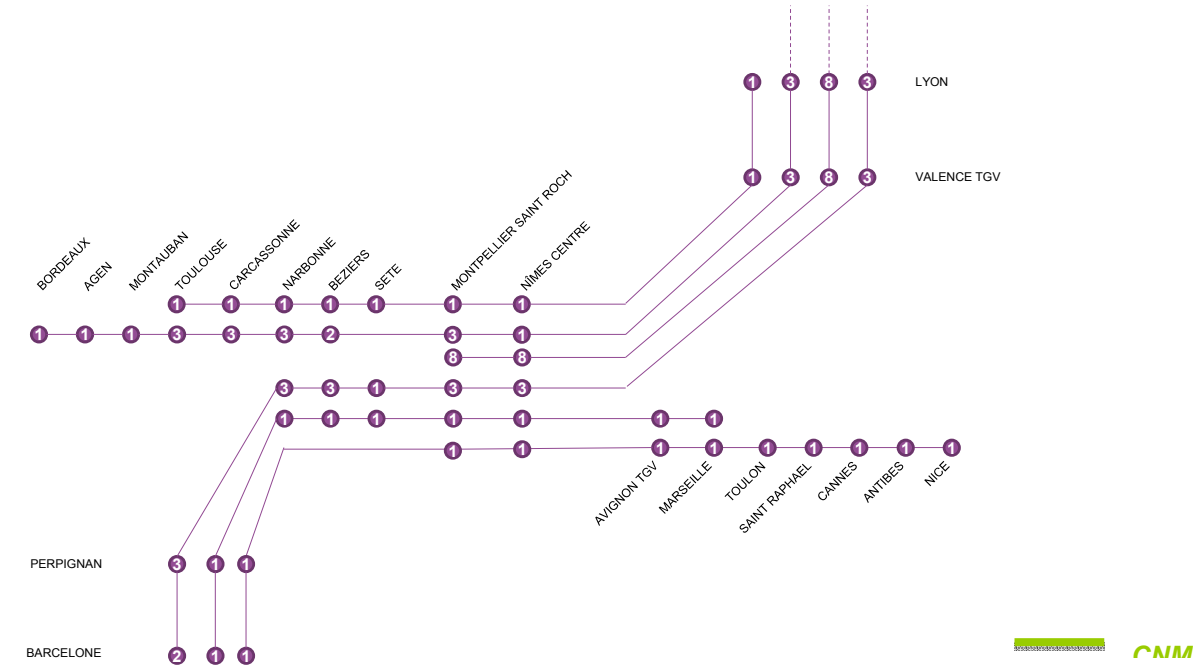 1 3 8 3 LYON
1 3 8 3 VALENCE TGV
BORDEAUX
AGEN
MONTAUBAN
TOULOUSE
CARCASSONNE
NARBONNE
BEZIERS
SETE
MONTPELLIER SAINT ROCH
NÎMES CENTRE
1 1 1 1 1 1 1
1 1 1 3 3 3 2 3 1
8 8
3 3 1 3 3
1 1 1 1 1 1 1
1 1 1 1 1 1 1 1 1
AVIGNON TGV
MARSEILLE
TOULON
SAINT RAPHAEL
CANNES
ANTIBES
NICE
PERPIGNAN 3 1 1
BARCELONE 2 1 1
CNM